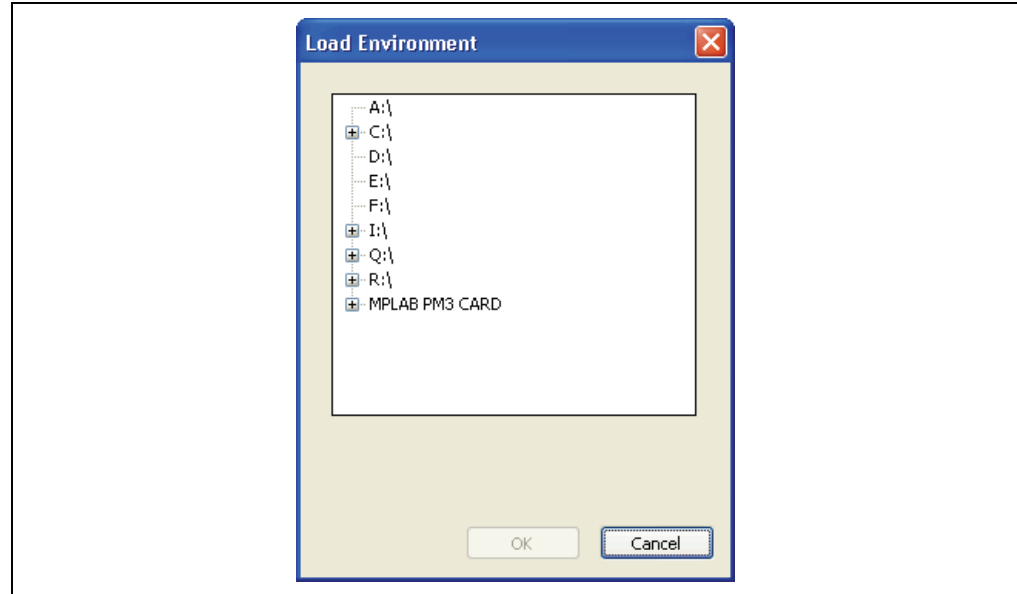 Load Environment
A:\
C:\
D:\
E:\
F:\
I:\
Q:\
R:\
MPLAB PM3 CARD
OK
Cancel